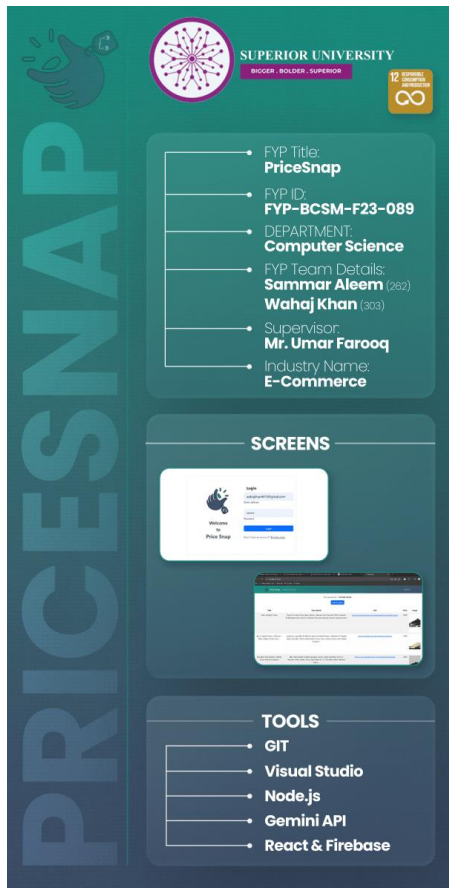 PRICESNAP
SUPERIOR UNIVERSITY
BIGGER . BOLDER . SUPERIOR
12 RESPONSIBLE
CONSUMPTION
AND PRODUCTION
FYP Title:
PriceSnap
FYP ID:
FYP-BCSM-F23-089
DEPARTMENT:
Computer Science
FYP Team Details:
Sammar Aleem (262)
Wahaj Khan (303)
Supervisor:
Mr. Umar Farooq
Industry Name:
E-Commerce
SCREENS
Login
Welcome
to
Price Snap
TOOLS
GIT
Visual Studio
Node.js
Gemini API
React & Firebase